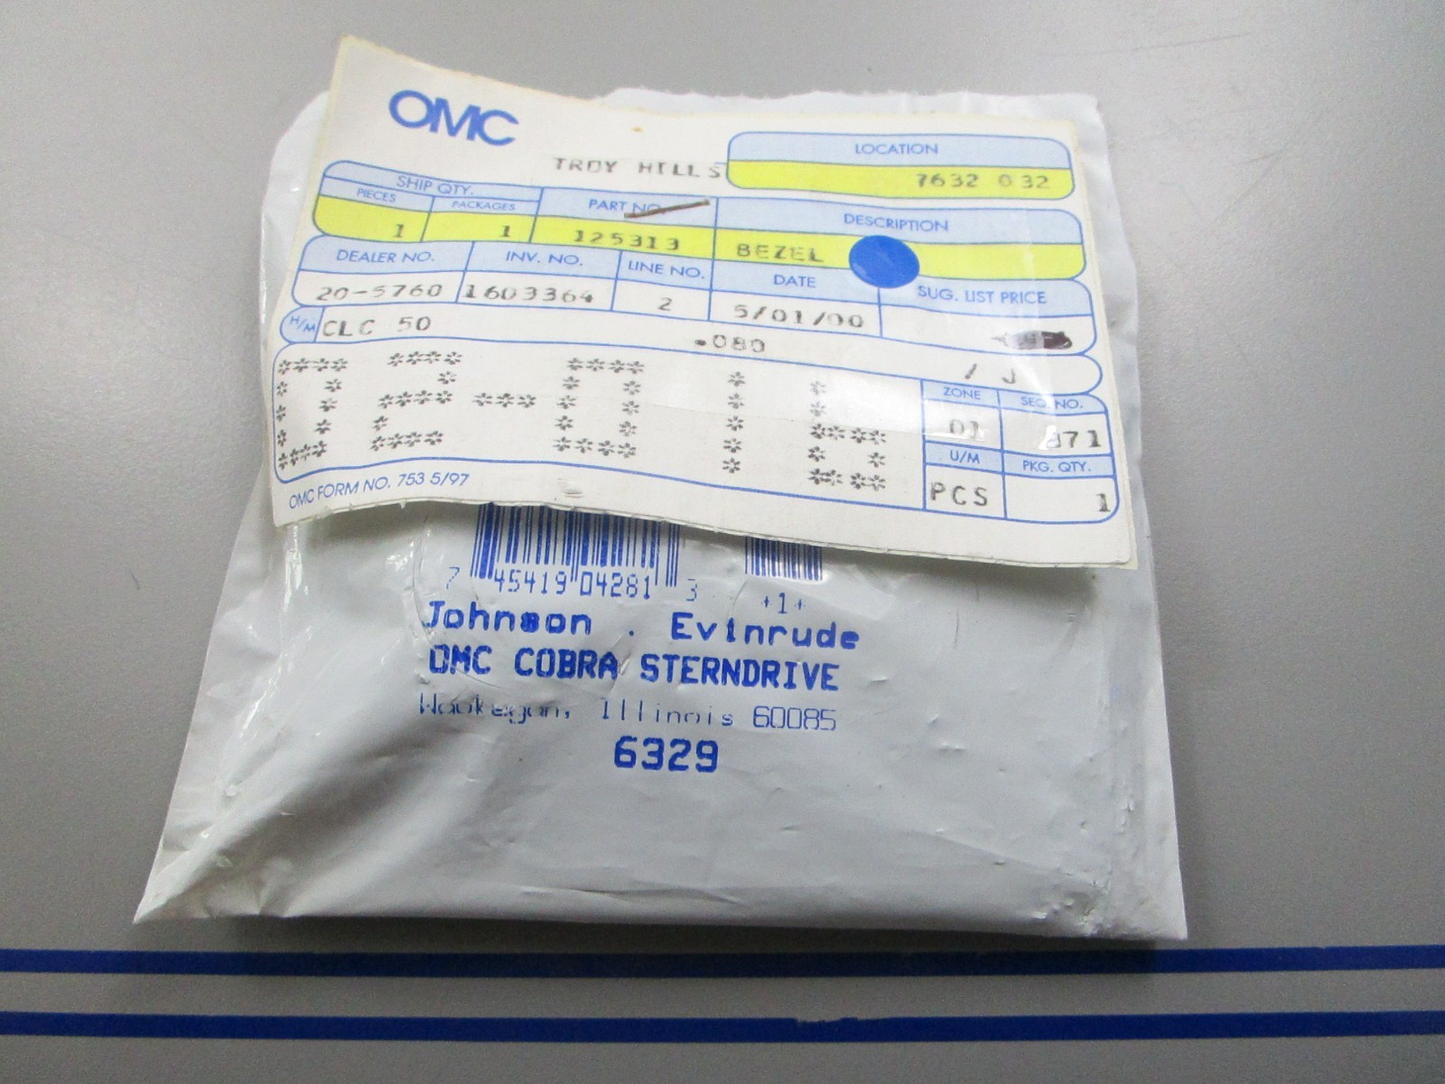 OMC
TROY HILLS
LOCATION
7632 032
SHIP QTY.
PIECES PACKAGES PART NO. DESCRIPTION
1 1 125313 BEZEL
DEALER NO. INV. NO. LINE NO. DATE SUG. LIST PRICE
20-5760 1603364 2 5/01/00
H/M CLC 50 .080 / J
ZONE SEQ. NO.
01 871
U/M PKG. QTY.
PCS 1
OMC FORM NO. 753 5/97
7 45419 04281 3 +1+
Johnson . Evinrude
OMC COBRA STERNDRIVE
Waukegan, Illinois 60085
6329